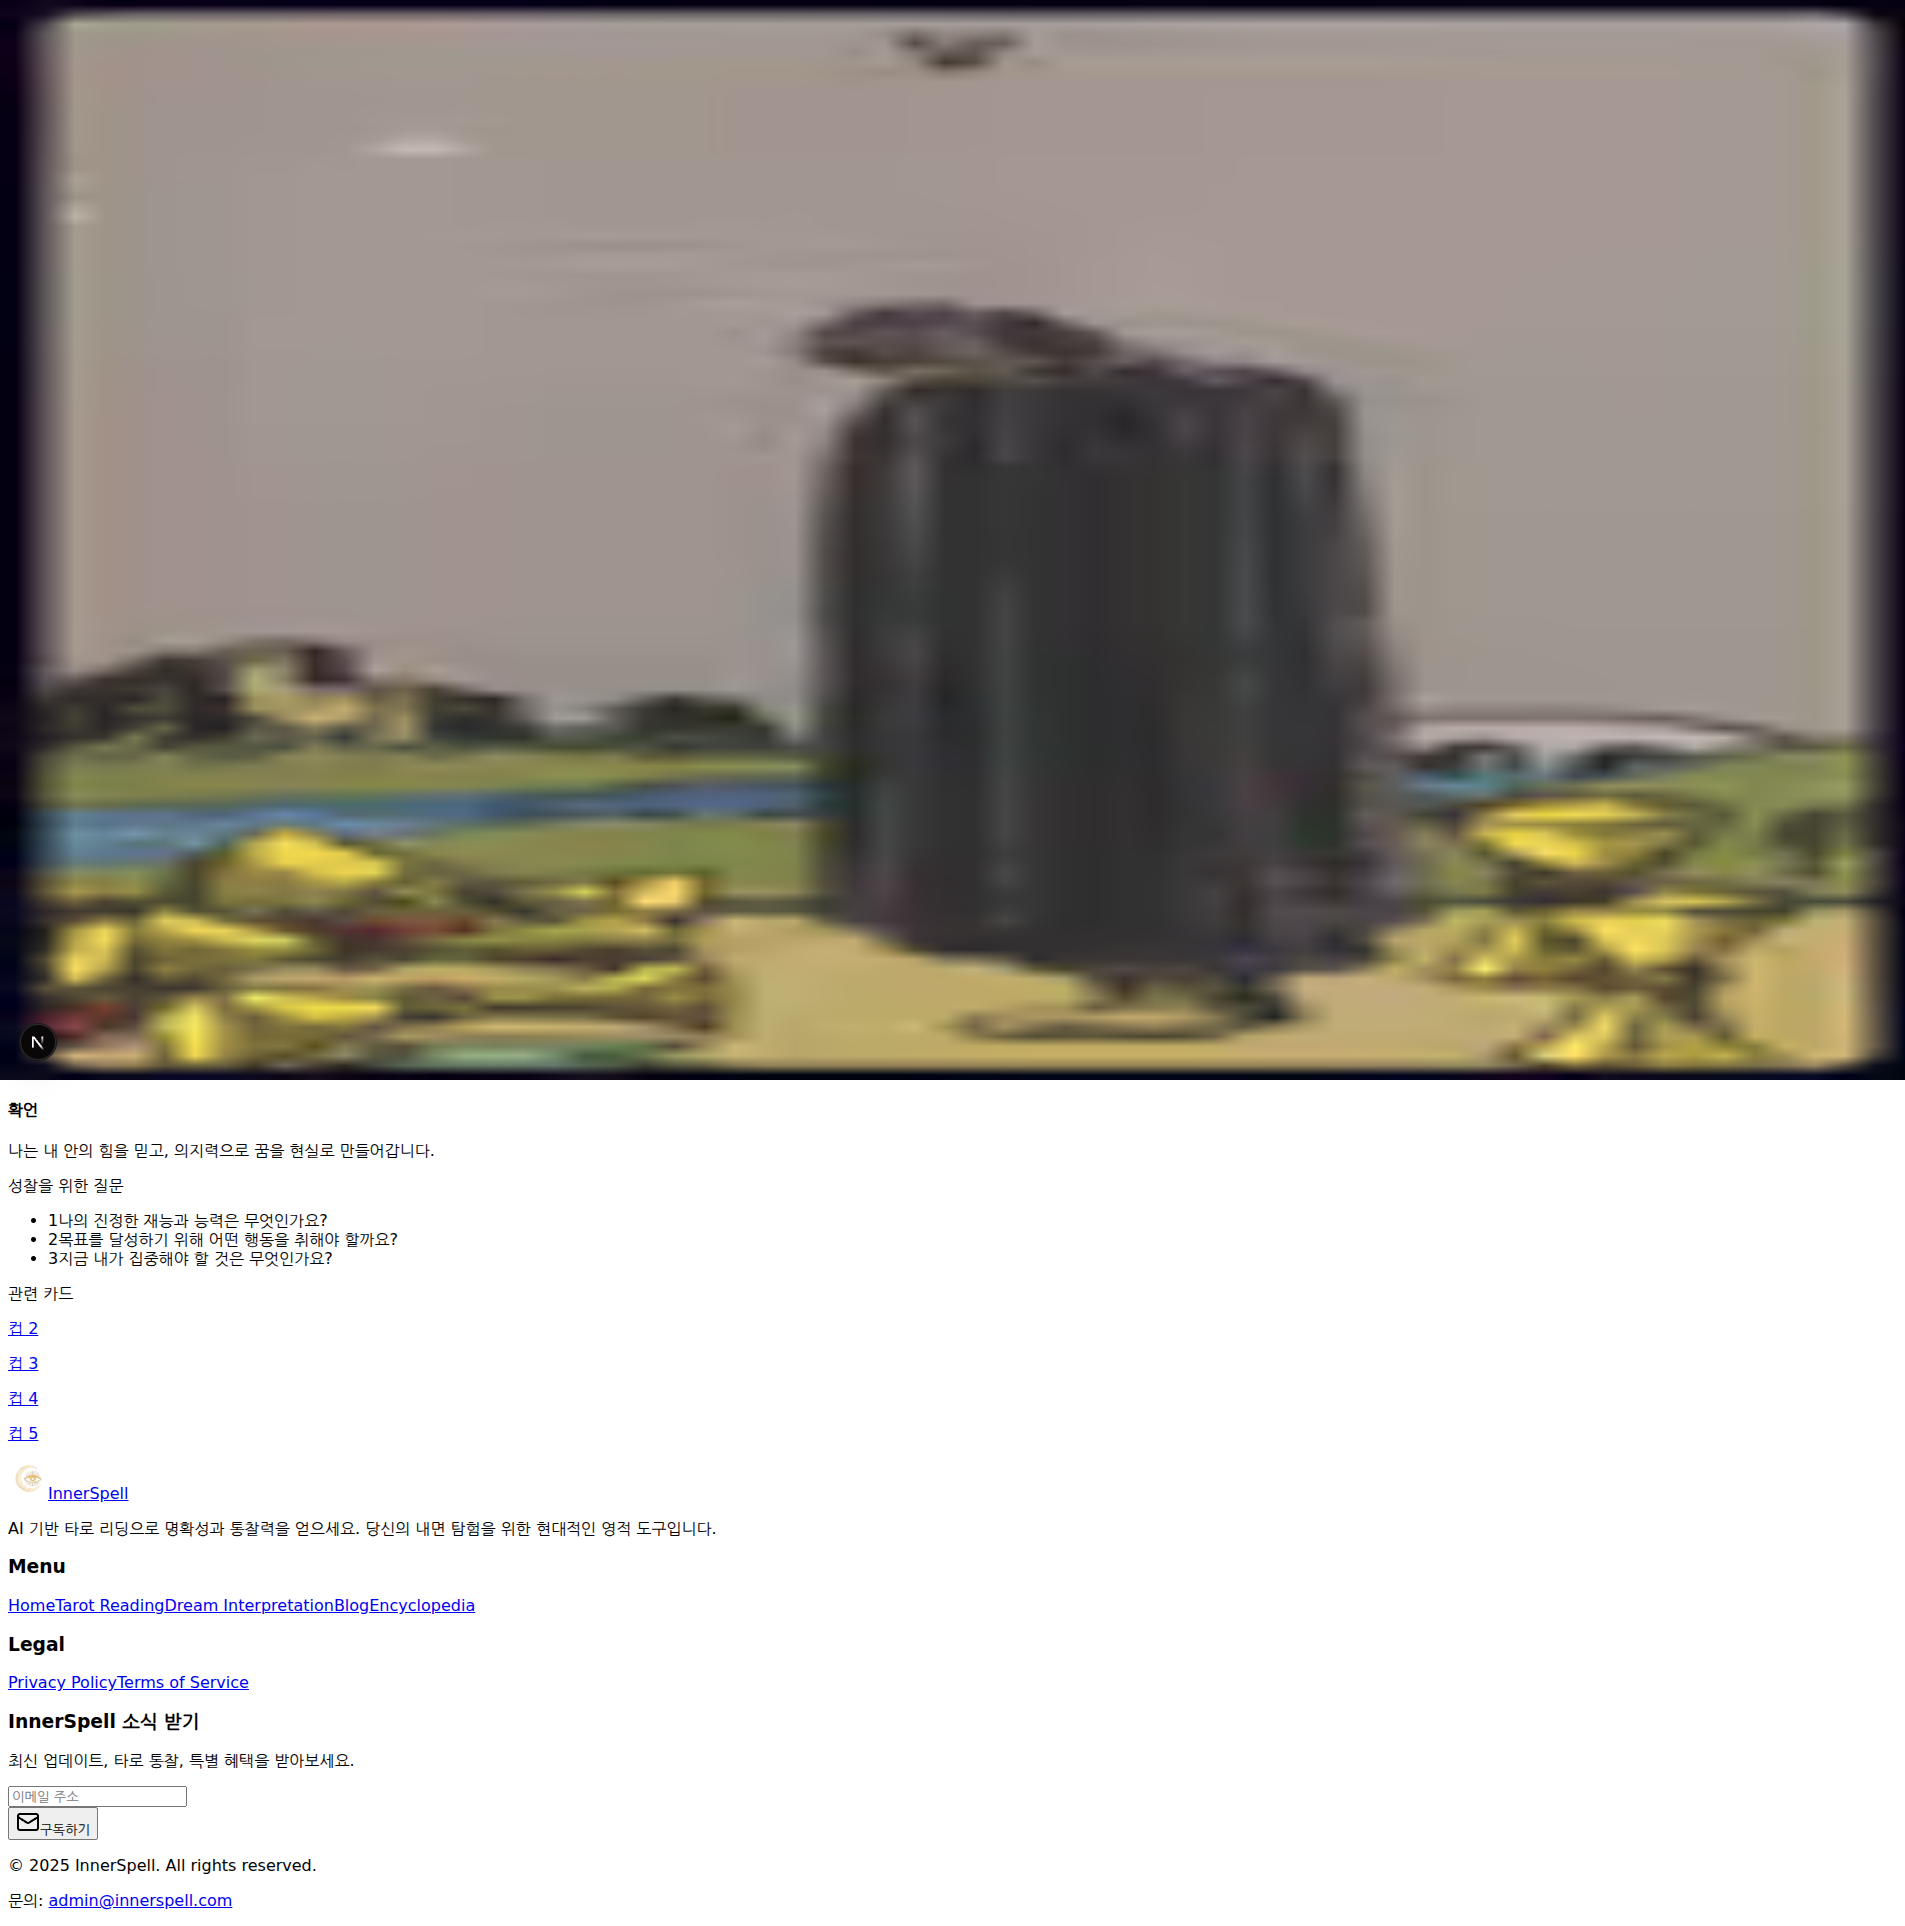 확언
나는 내 안의 힘을 믿고, 의지력으로 꿈을 현실로 만들어갑니다.
성찰을 위한 질문
1나의 진정한 재능과 능력은 무엇인가요?
2목표를 달성하기 위해 어떤 행동을 취해야 할까요?
3지금 내가 집중해야 할 것은 무엇인가요?
관련 카드
컵 2
컵 3
컵 4
컵 5
InnerSpell
AI 기반 타로 리딩으로 명확성과 통찰력을 얻으세요. 당신의 내면 탐험을 위한 현대적인 영적 도구입니다.
Menu
HomeTarot ReadingDream InterpretationBlogEncyclopedia
Legal
Privacy PolicyTerms of Service
InnerSpell 소식 받기
최신 업데이트, 타로 통찰, 특별 혜택을 받아보세요.
이메일 주소
구독하기
© 2025 InnerSpell. All rights reserved.
문의: admin@innerspell.com